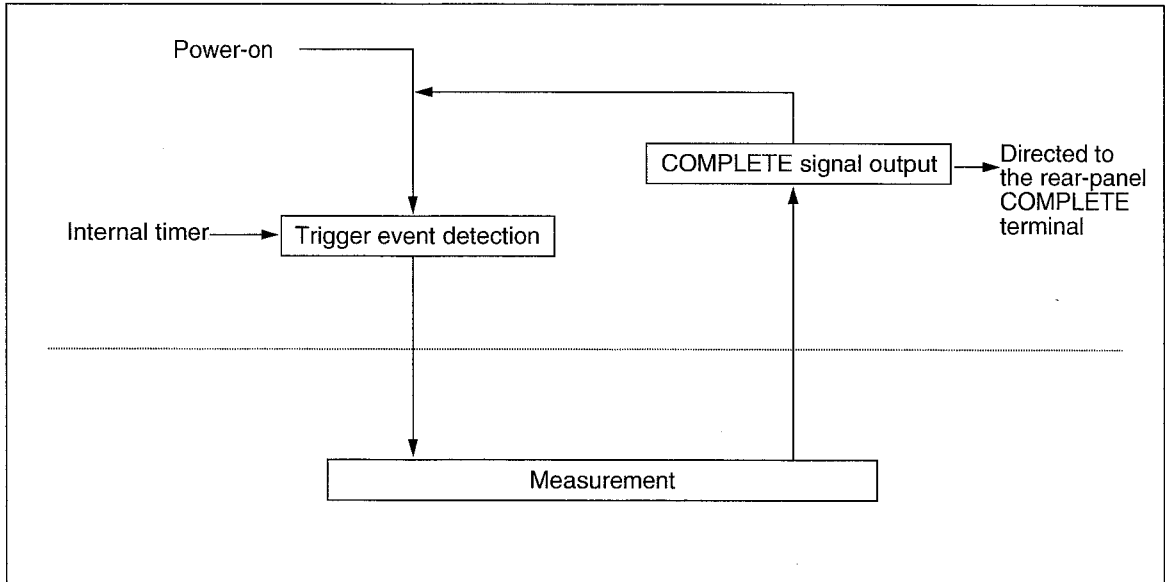 Power-on
COMPLETE signal output
Directed to
the rear-panel
COMPLETE
terminal
Internal timer
Trigger event detection
Measurement